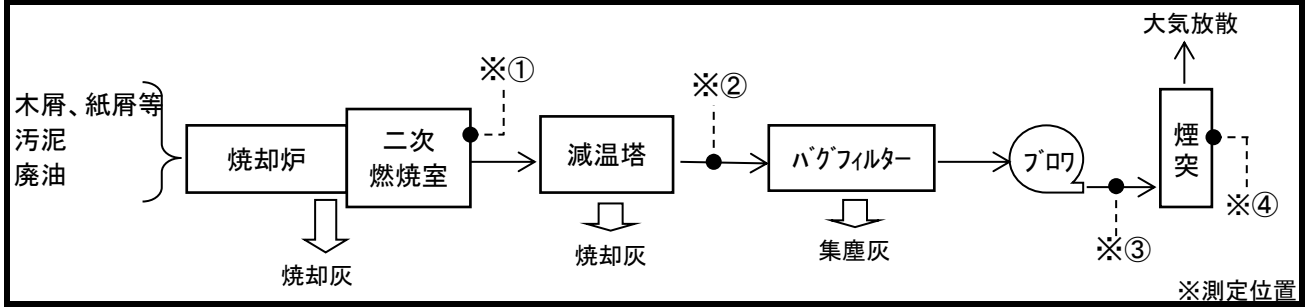 大気放散
※①
※②
木屑、紙屑等
汚泥
廃油
焼却炉
二次
燃焼室
減温塔
バグフィルター
ブロワ
煙
突
※④
※③
焼却灰
焼却灰
集塵灰
※測定位置